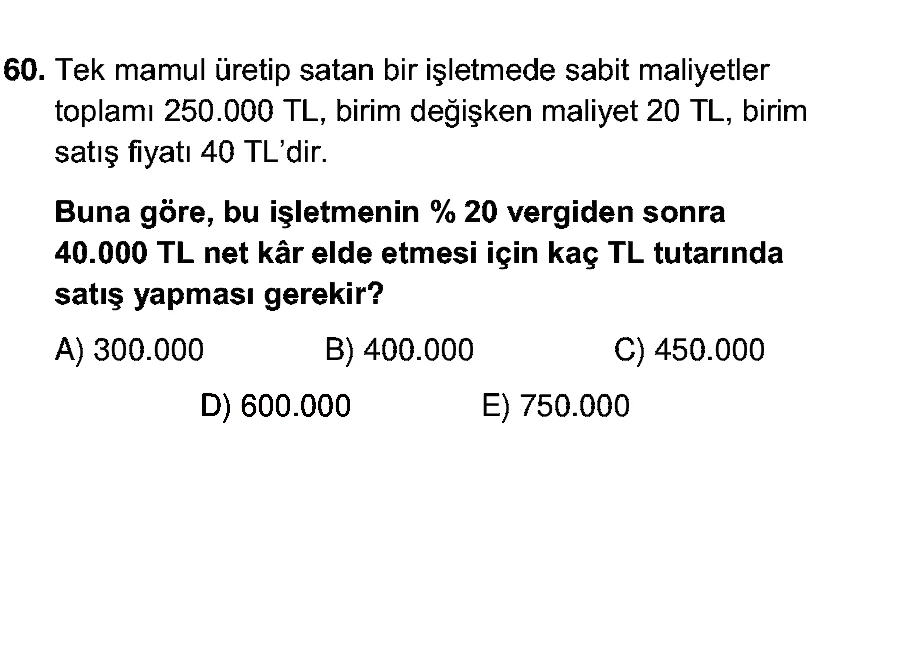 60. Tek mamul üretip satan bir işletmede sabit maliyetler
toplamı 250.000 TL, birim değişken maliyet 20 TL, birim
satış fiyatı 40 TL'dir.
Buna göre, bu işletmenin % 20 vergiden sonra
40.000 TL net kâr elde etmesi için kaç TL tutarında
satış yapması gerekir?
A) 300.000 B) 400.000 C) 450.000
D) 600.000 E) 750.000